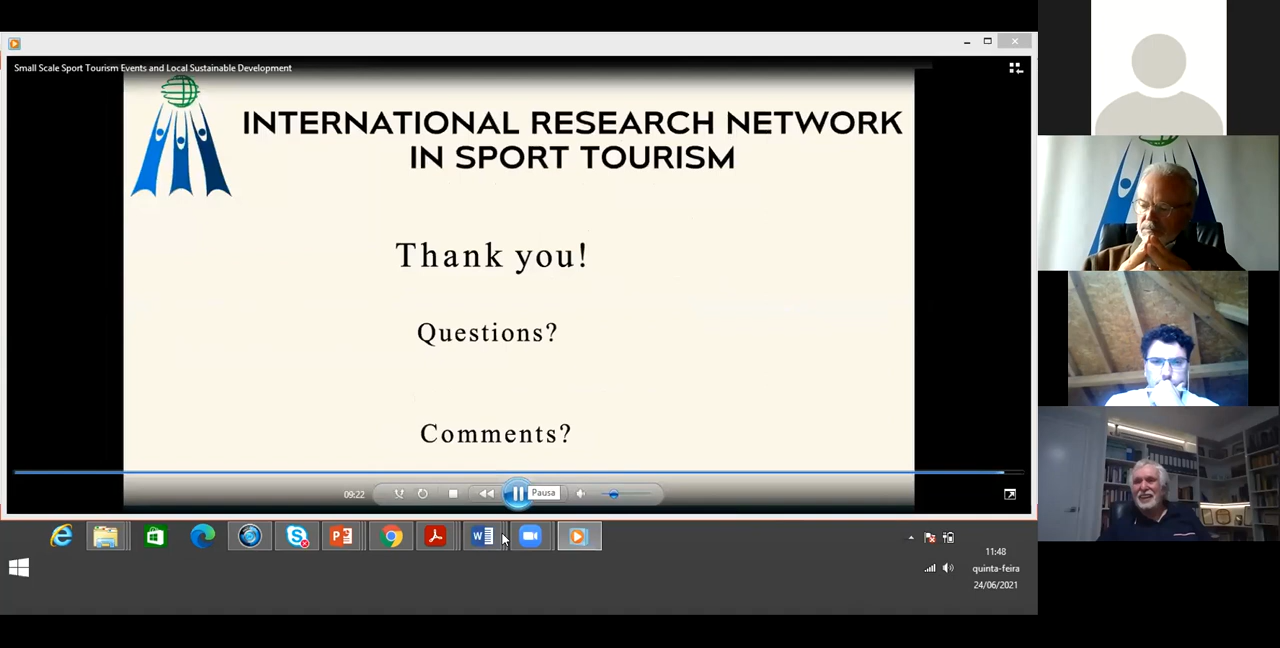 Small Scale Sport Tourism Events and Local Sustainable Development
INTERNATIONAL RESEARCH NETWORK
IN SPORT TOURISM
Thank you!
Questions?
Comments?
09:22
Pausa
11:48
quinta-feira
24/06/2021